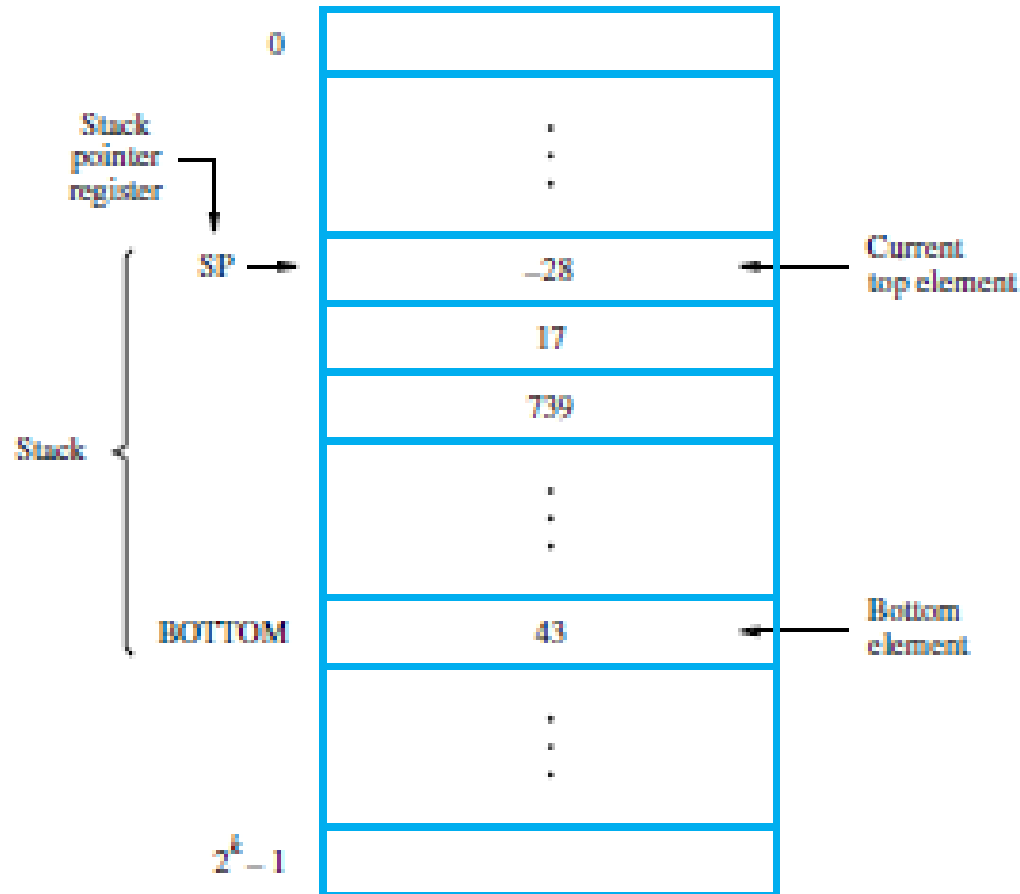 0
Stack
pointer
register
SP
–28
Current
top element
17
739
Stack
BOTTOM
43
Bottom
element
2^k – 1